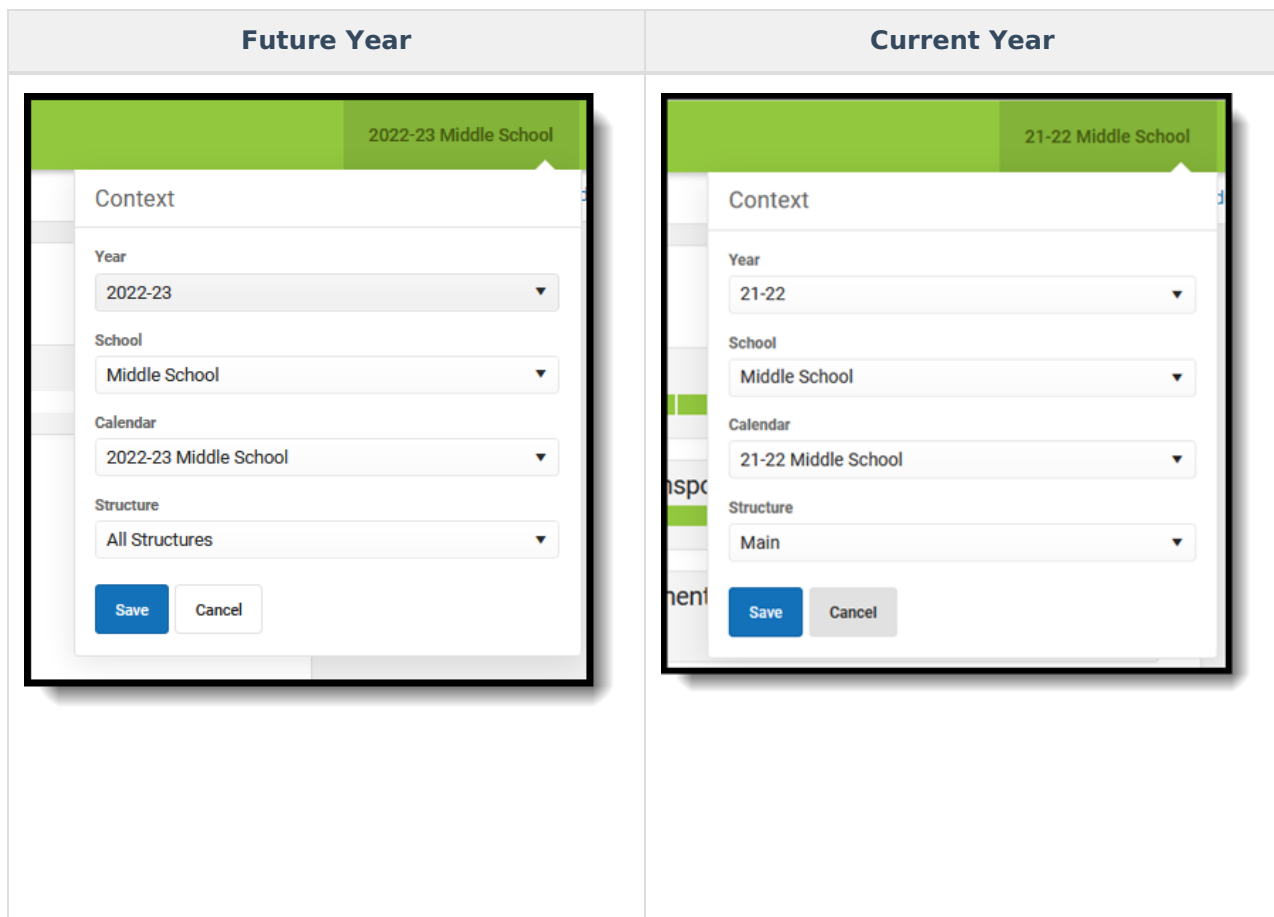 Future Year
Current Year
2022-23 Middle School
Context
Year
2022-23
School
Middle School
Calendar
2022-23 Middle School
Structure
All Structures
Save Cancel
21-22 Middle School
Context
Year
21-22
School
Middle School
Calendar
21-22 Middle School
Structure
Main
Save Cancel